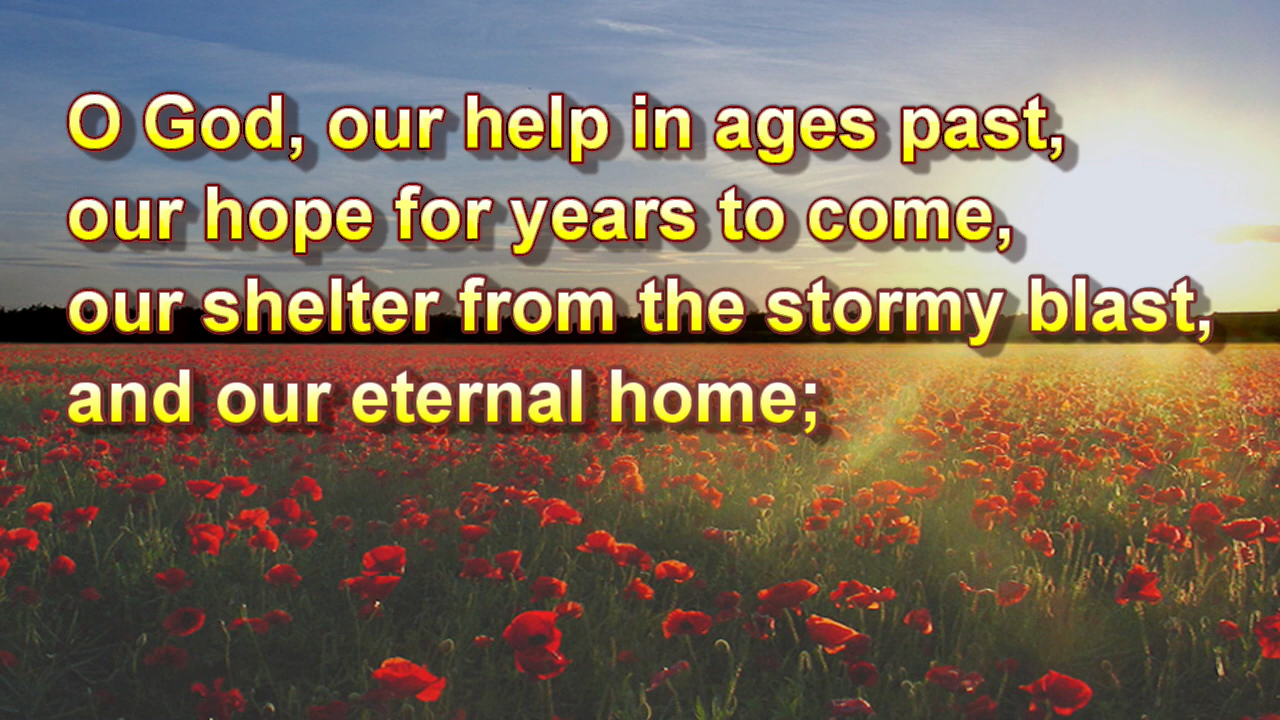 O God, our help in ages past,
our hope for years to come,
our shelter from the stormy blast,
and our eternal home;